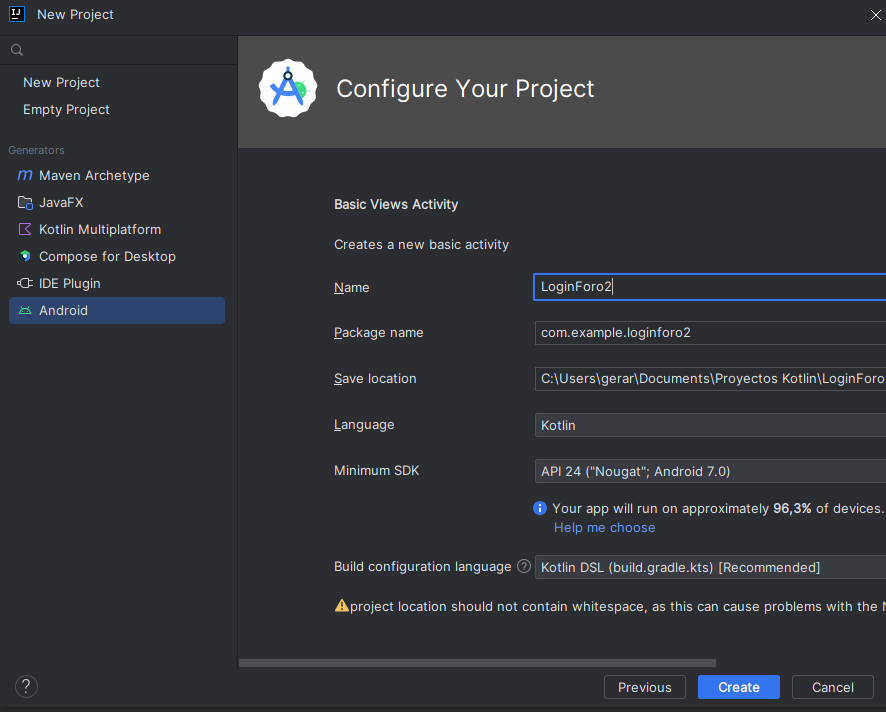 New Project
New Project
Empty Project
Generators
Maven Archetype
JavaFX
Kotlin Multiplatform
Compose for Desktop
IDE Plugin
Android
Configure Your Project
Basic Views Activity
Creates a new basic activity
Name LoginForo2
Package name com.example.loginforo2
Save location C:\Users\gerar\Documents\Proyectos Kotlin\LoginForo
Language Kotlin
Minimum SDK API 24 ("Nougat"; Android 7.0)
Your app will run on approximately 96,3% of devices.
Help me choose
Build configuration language ? Kotlin DSL (build.gradle.kts) [Recommended]
project location should not contain whitespace, as this can cause problems with the
? Previous Create Cancel